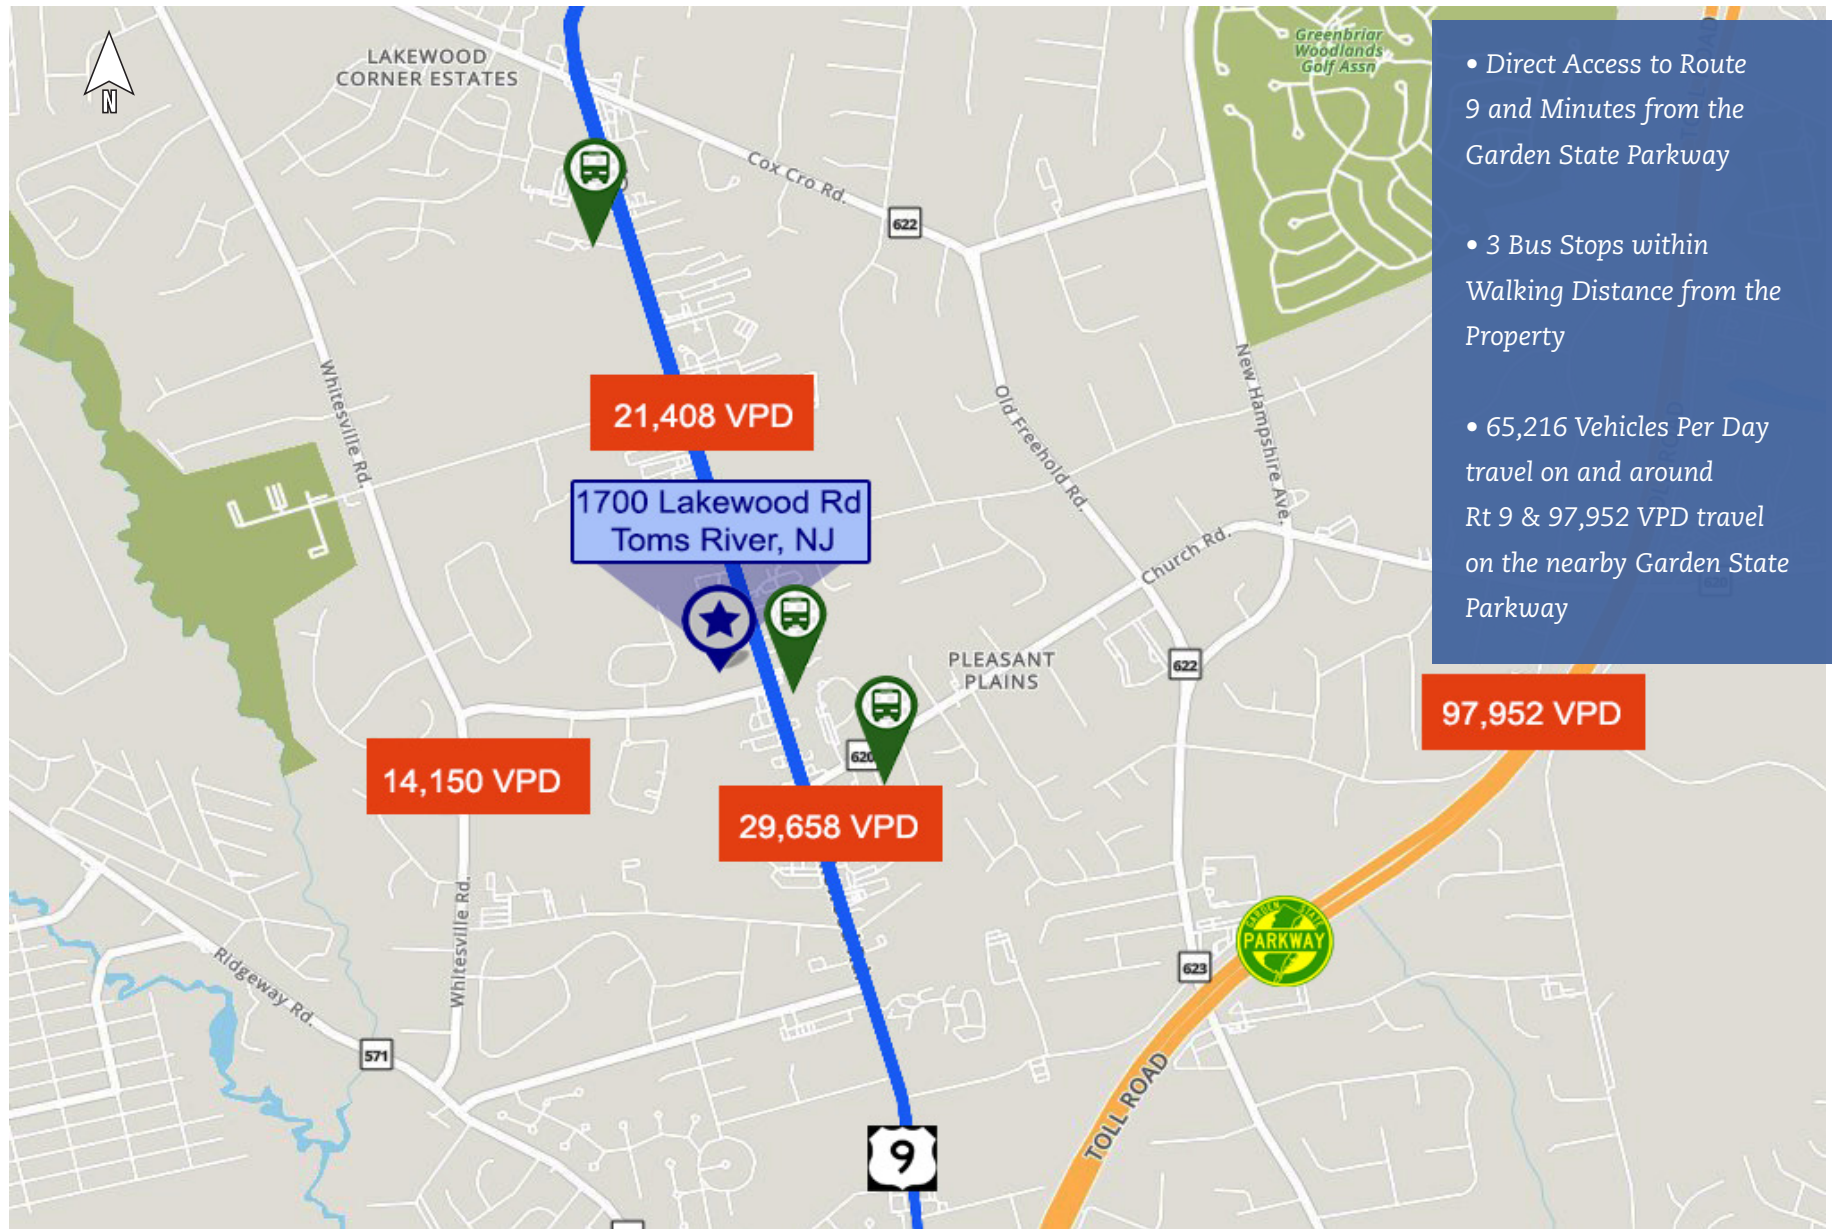 LAKEWOOD
CORNER ESTATES
N
Greenbriar
Woodlands
Golf Assn
• Direct Access to Route
9 and Minutes from the
Garden State Parkway
• 3 Bus Stops within
Walking Distance from the
Property
• 65,216 Vehicles Per Day
travel on and around
Rt 9 & 97,952 VPD travel
on the nearby Garden State
Parkway
Cox Cro Rd.
622
Whitesville Rd.
New Hampshire Ave.
Old Freehold Rd.
21,408 VPD
1700 Lakewood Rd
Toms River, NJ
Church Rd.
PLEASANT
PLAINS
622
97,952 VPD
620
14,150 VPD
29,658 VPD
Whitesville Rd.
GARDEN STATE
PARKWAY
623
Ridgeway Rd.
571
TOLL ROAD
9